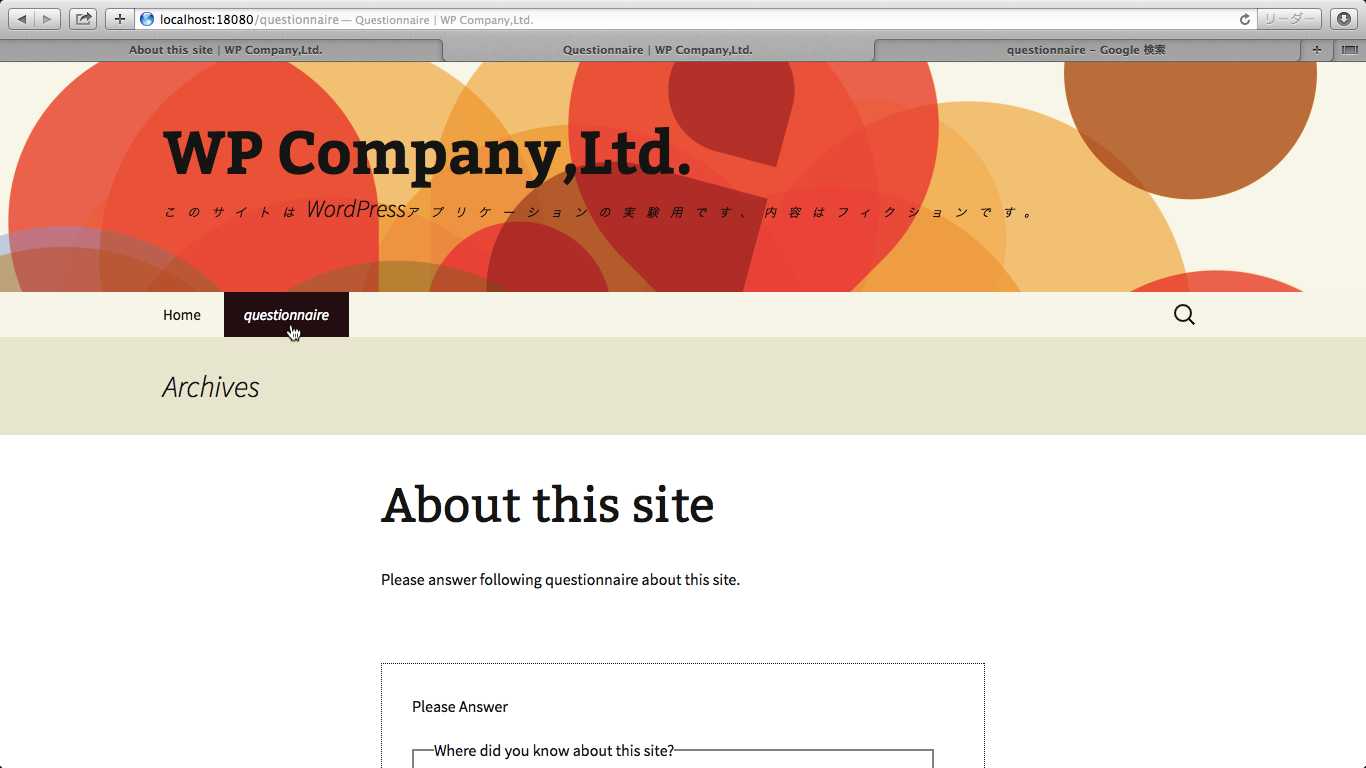 localhost:18080/questionnaire — Questionnaire | WP Company,Ltd.
リーダー
About this site | WP Company,Ltd.
Questionnaire | WP Company,Ltd.
questionnaire – Google 検索
WP Company,Ltd.
このサイトは WordPressアプリケーションの実験用です、内容はフィクションです。
Home
questionnaire
Archives
About this site
Please answer following questionnaire about this site.
Please Answer
Where did you know about this site?